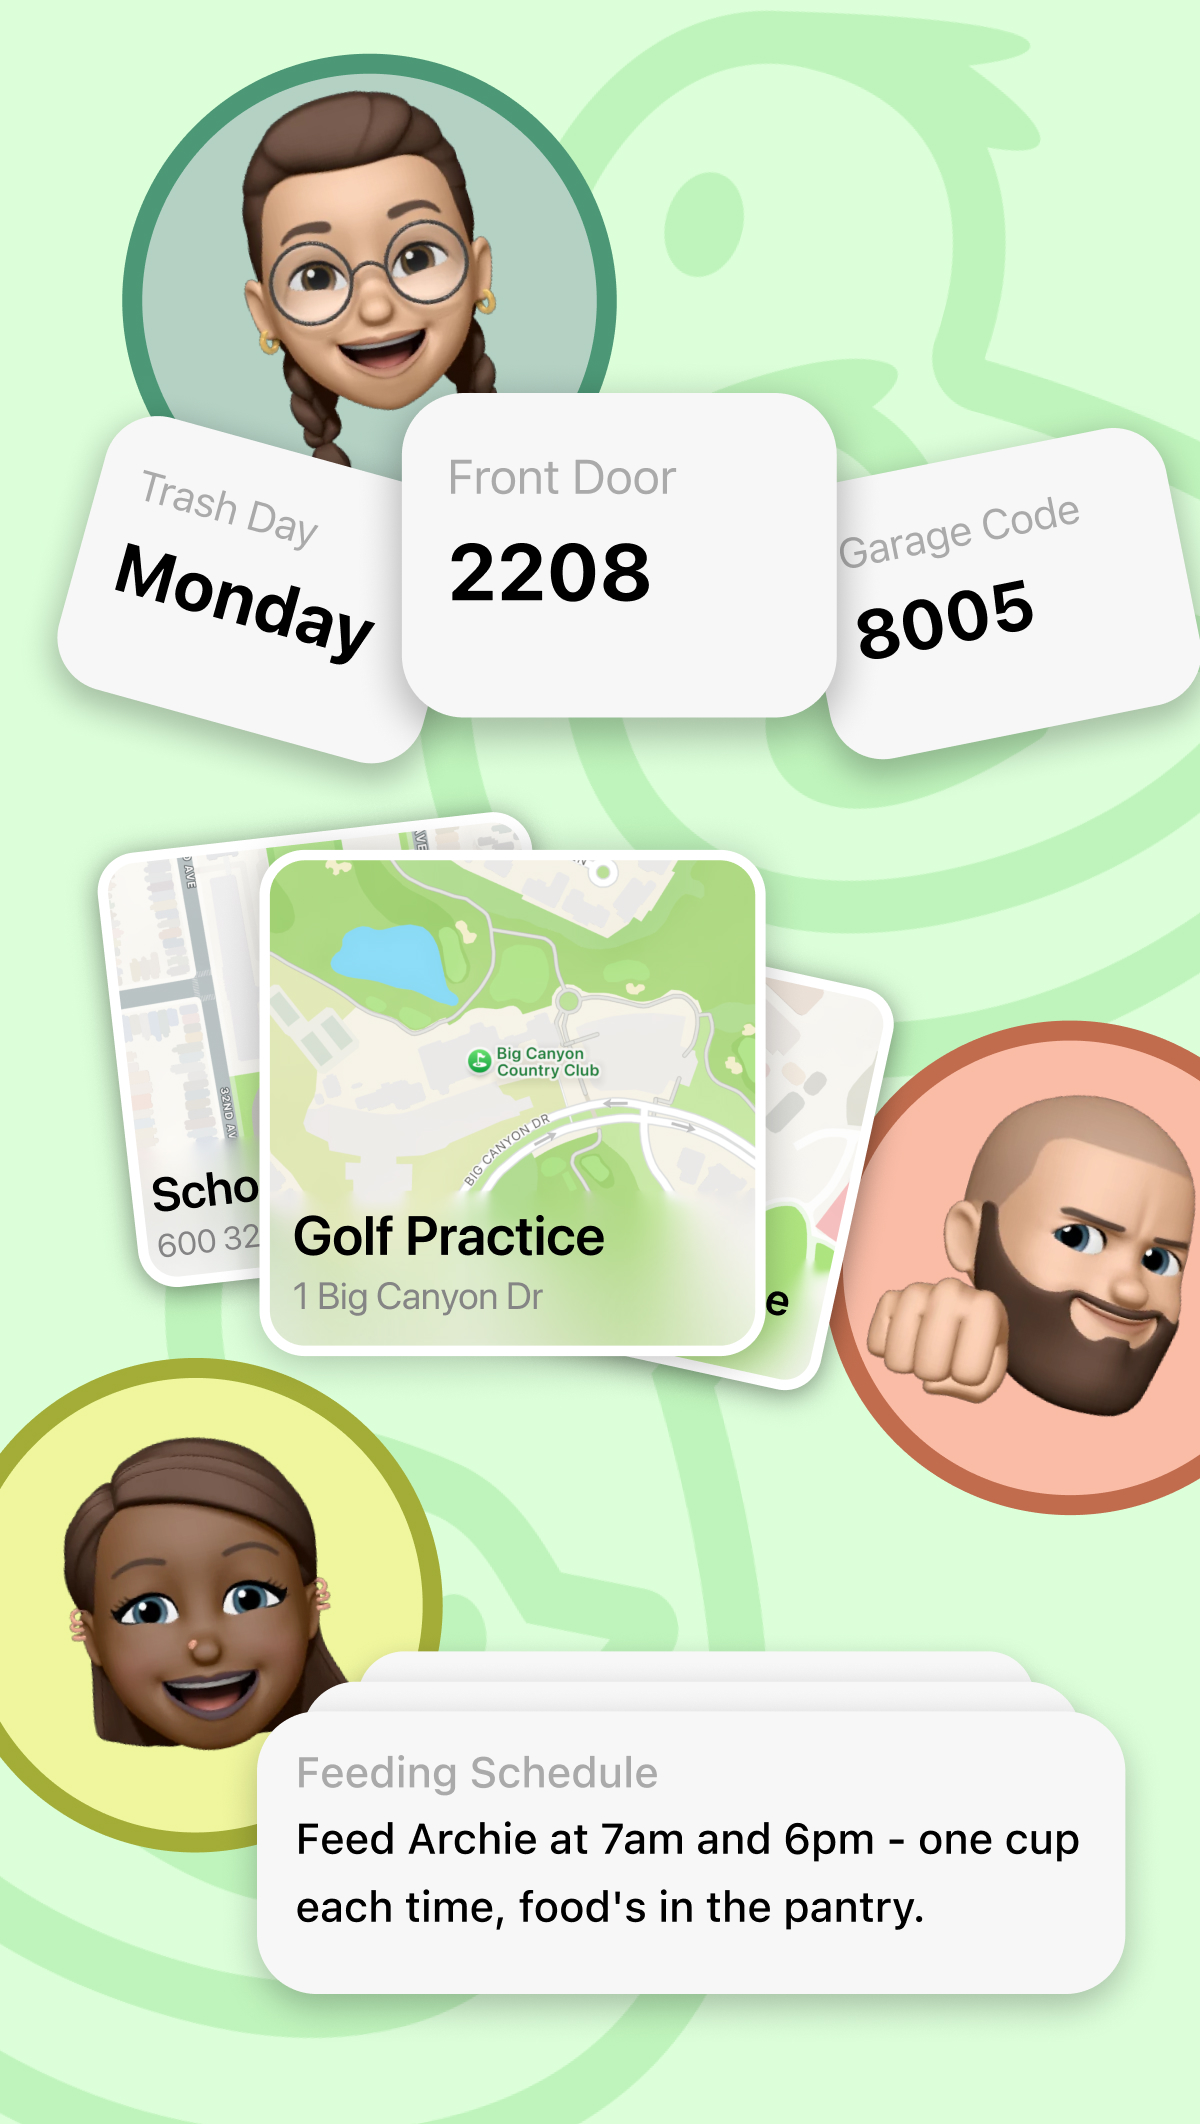 Trash Day
Monday
Front Door
2208
Garage Code
8005
AVE
32ND AV
Scho
600 32
Big Canyon
Country Club
BIG CANYON DR
Golf Practice
1 Big Canyon Dr
e
Feeding Schedule
Feed Archie at 7am and 6pm - one cup
each time, food's in the pantry.